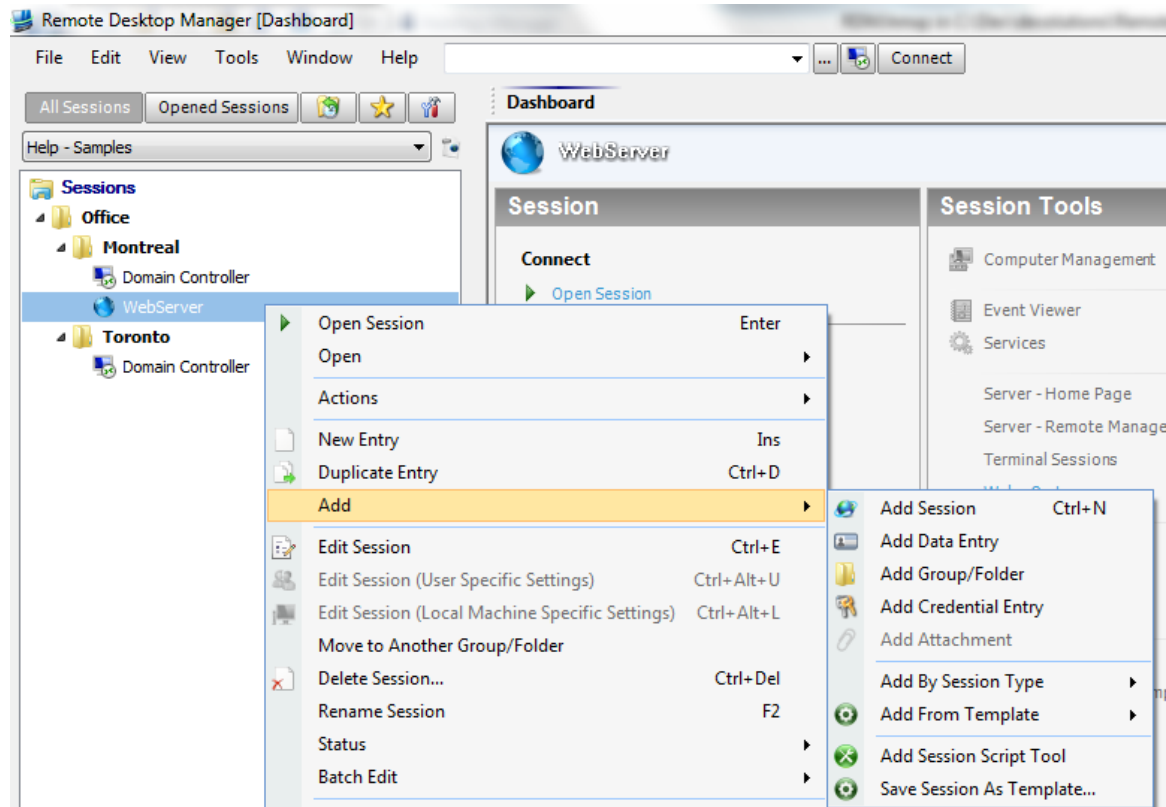 Remote Desktop Manager [Dashboard]
File Edit View Tools Window Help ... Connect
All Sessions Opened Sessions
Dashboard
Help - Samples
WebServer
Sessions
Office
Montreal
Domain Controller
WebServer
Toronto
Domain Controller
Session
Connect
Open Session
Session Tools
Computer Management
Event Viewer
Services
Server - Home Page
Server - Remote Manage
Terminal Sessions
Open Session Enter
Open
Actions
New Entry Ins
Duplicate Entry Ctrl+D
Add
Edit Session Ctrl+E
Edit Session (User Specific Settings) Ctrl+Alt+U
Edit Session (Local Machine Specific Settings) Ctrl+Alt+L
Move to Another Group/Folder
Delete Session... Ctrl+Del
Rename Session F2
Status
Batch Edit
Add Session Ctrl+N
Add Data Entry
Add Group/Folder
Add Credential Entry
Add Attachment
Add By Session Type
Add From Template
Add Session Script Tool
Save Session As Template...